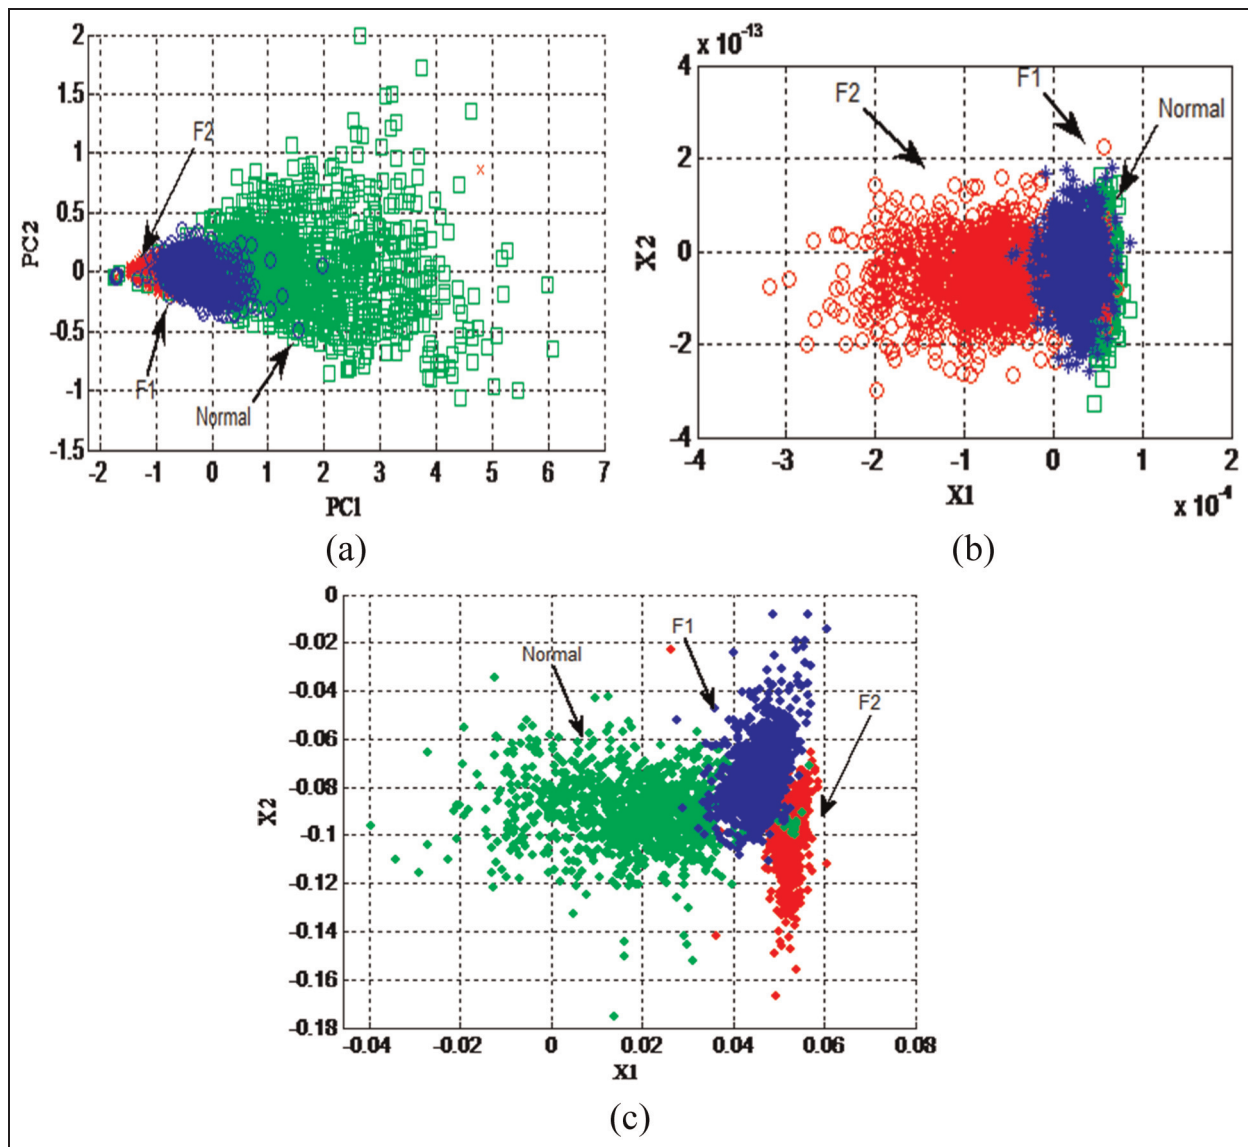 2
1.5
1
0.5
0
-0.5
-1
-1.5
PC2
F2
F1
Normal
-2 -1 0 1 2 3 4 5 6 7
PC1
(a)
x 10⁻¹³
4
2
0
-2
-4
X2
F2
F1
Normal
-4 -3 -2 -1 0 1 2
X1
x 10⁻⁴
(b)
0
-0.02
-0.04
-0.06
-0.08
-0.1
-0.12
-0.14
-0.16
-0.18
X2
Normal
F1
F2
-0.04 -0.02 0 0.02 0.04 0.06 0.08
X1
(c)